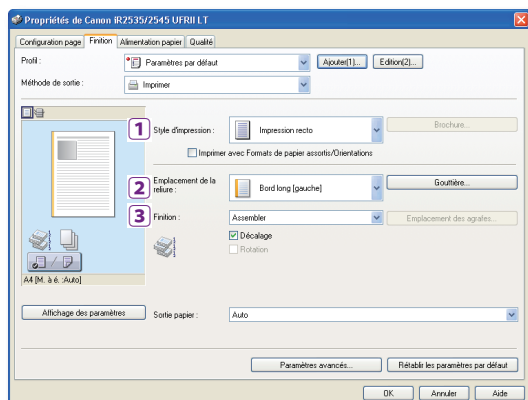 Propriétés de Canon iR2535/2545 UFRII LT
Configuration page Finition Alimentation papier Qualité
Profil : Paramètres par défaut Ajouter(1)... Edition(2)...
Méthode de sortie : Imprimer
1 Style d'impression : Impression recto Brochure...
Imprimer avec Formats de papier assortis/Orientations
2 Emplacement de la reliure : Bord long [gauche] Gouttière...
3 Finition : Assembler Emplacement des agrafes...
Décalage
Rotation
A4 [M. à é. :Auto]
Affichage des paramètres Sortie papier : Auto
Paramètres avancés... Rétablir les paramètres par défaut
OK Annuler Aide